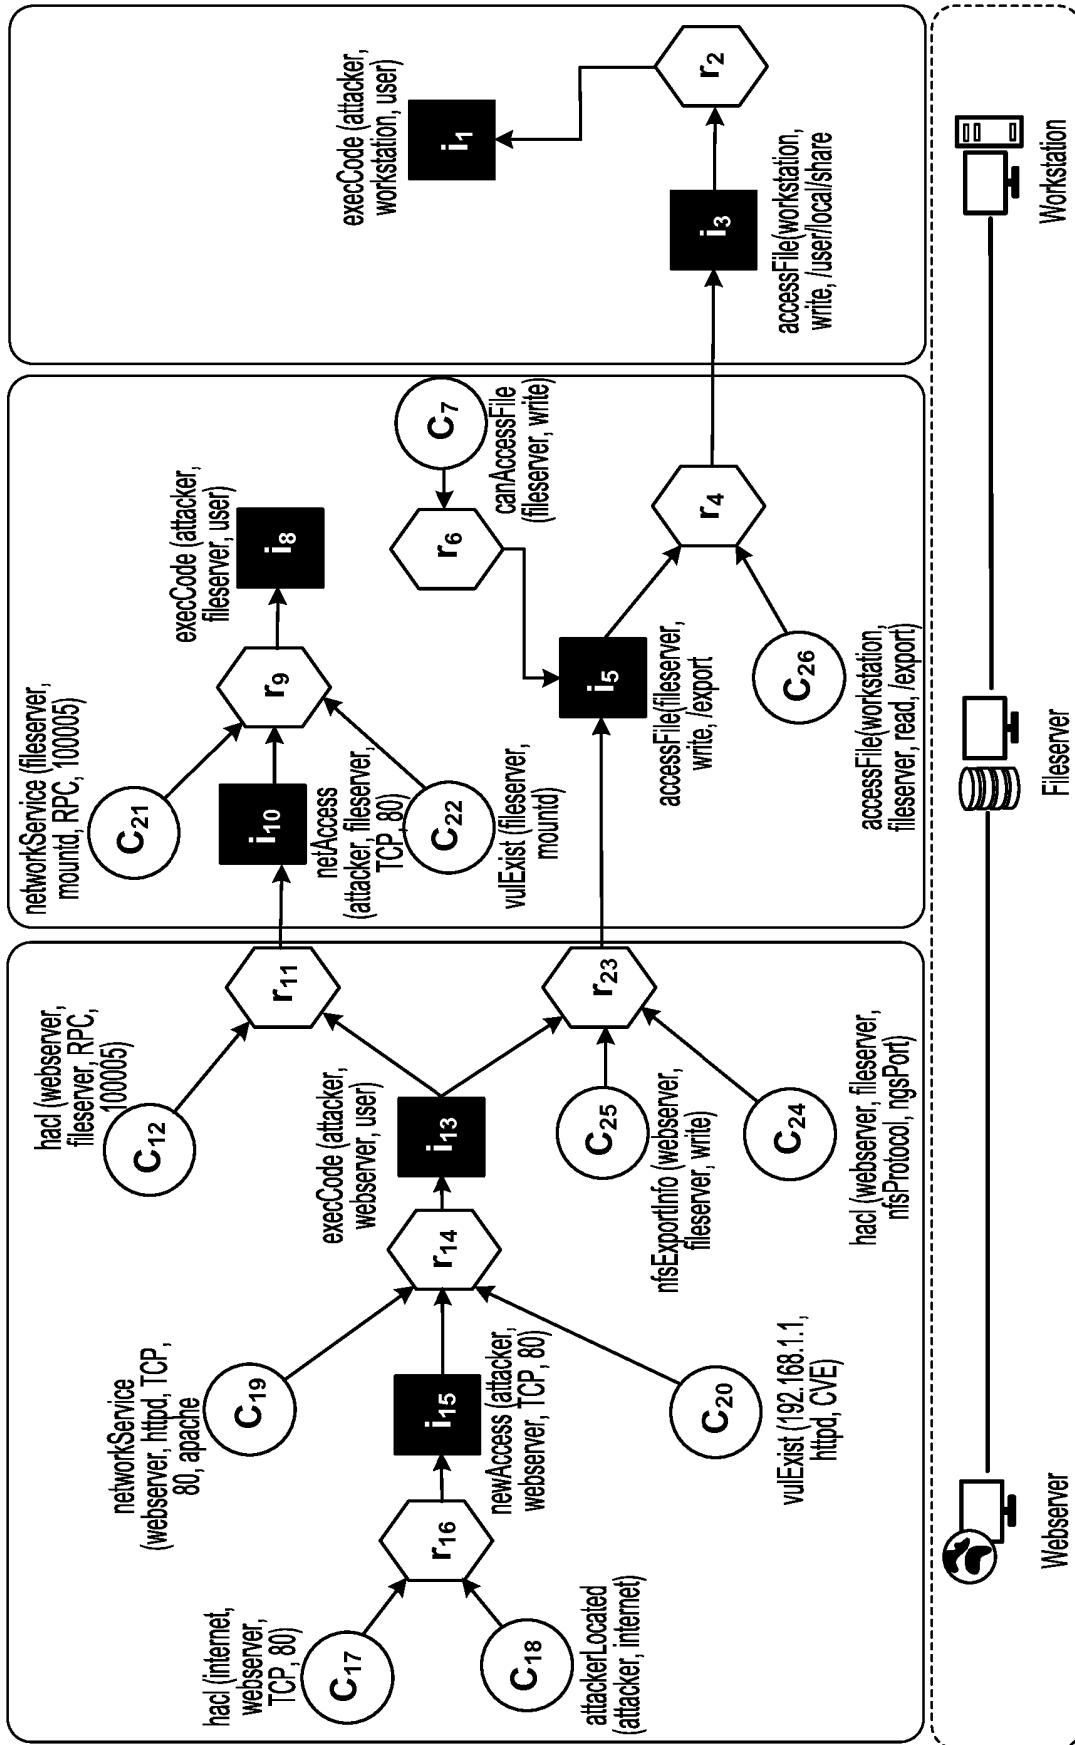 hacl (internet,
webserver,
TCP, 80)
C17
C18
attackerLocated
(attacker, internet)
r16
networkService
(webserver, httpd, TCP,
80, apache
C19
i15
newAccess (attacker,
webserver, TCP, 80)
C20
vulExist (192.168.1.1,
httpd, CVE)
r14
hacl (webserver,
fileserver, RPC,
100005)
C12
execCode (attacker,
webserver, user)
i13
C25
nfsExportInfo (webserver,
fileserver, write)
C24
hacl (webserver, fileserver,
nfsProtocol, ngsPort)
r11
r23
networkService (fileserver,
mountd, RPC, 100005)
C21
i10
netAccess
(attacker, fileserver,
TCP, 80)
C22
vulExist (fileserver,
mountd)
r9
execCode (attacker,
fileserver, user)
i8
r6
C7
canAccessFile
(fileserver, write)
i5
accessFile(fileserver,
write, /export
C26
accessFile(workstation,
fileserver, read, /export)
r4
execCode (attacker,
workstation, user)
i1
i3
accessFile(workstation,
write, /user/local/share
r2
Webserver
Fileserver
Workstation